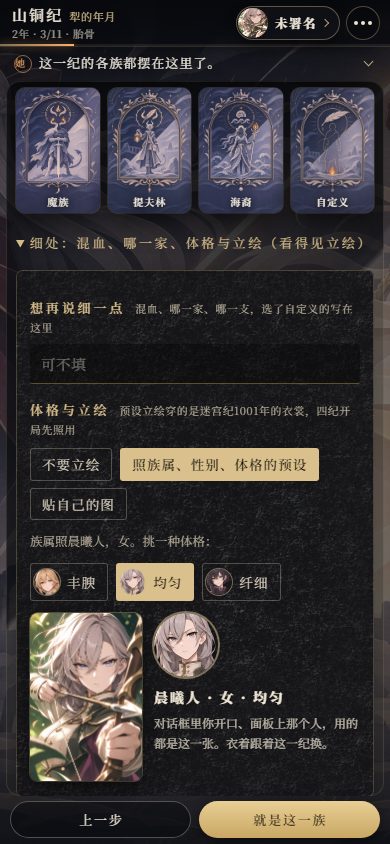 山铜纪 犁的年月
2年 · 3/11 · 胎骨
未署名
她 这一纪的各族都摆在这里了。
魔族 提夫林 海裔 自定义
▼细处：混血、哪一家、体格与立绘（看得见立绘）
想再说细一点 混血、哪一家、哪一支，选了自定义的写在
这里
可不填
体格与立绘 预设立绘穿的是迷宫纪1001年的衣裳，四纪开
局先照用
不要立绘 照族属、性别、体格的预设
贴自己的图
族属照晨曦人，女。挑一种体格：
丰腴 均匀 纤细
晨曦人 · 女 · 均匀
对话框里你开口、面板上那个人，用的
都是这一张。衣着跟着这一纪换。
上一步 就是这一族